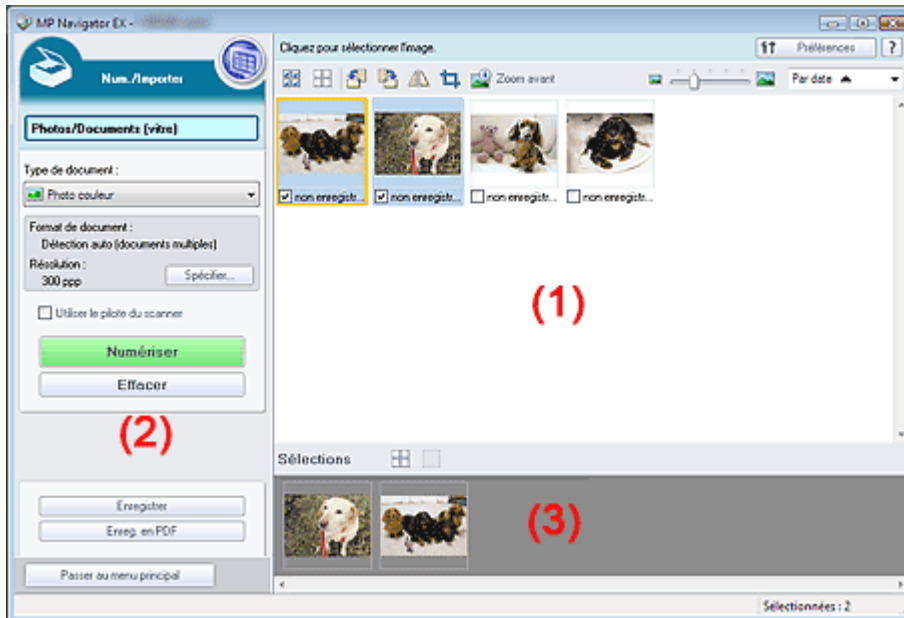 MP Navigator EX -
Num./Importer
Photos/Documents (vitre)
Type de document :
Photo couleur
Format de document :
Détection auto (documents multiples)
Résolution :
300 ppp
Spécifier...
Utiliser le pilote du scanner
Numériser
Effacer
(2)
Enregistrer
Enreg. en PDF
Passer au menu principal
Cliquez pour sélectionner l'image.
Préférences
?
Zoom avant
Par date
non enregistr...
non enregistr...
non enregistr...
non enregistr...
(1)
Sélections
(3)
Sélectionnées : 2